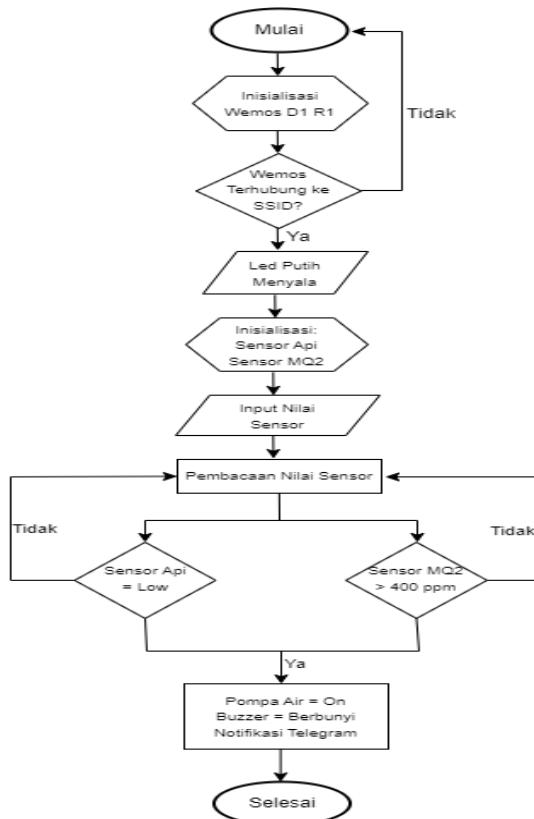 Mulai
Inisialisasi
Wemos D1 R1
Tidak
Wemos
Terhubung ke
SSID?
Ya
Led Putih
Menyala
Inisialisasi:
Sensor Api
Sensor MQ2
Input Nilai
Sensor
Pembacaan Nilai Sensor
Tidak
Tidak
Sensor Api
= Low
Sensor MQ2
> 400 ppm
Ya
Pompa Air = On
Buzzer = Berbunyi
Notifikasi Telegram
Selesai